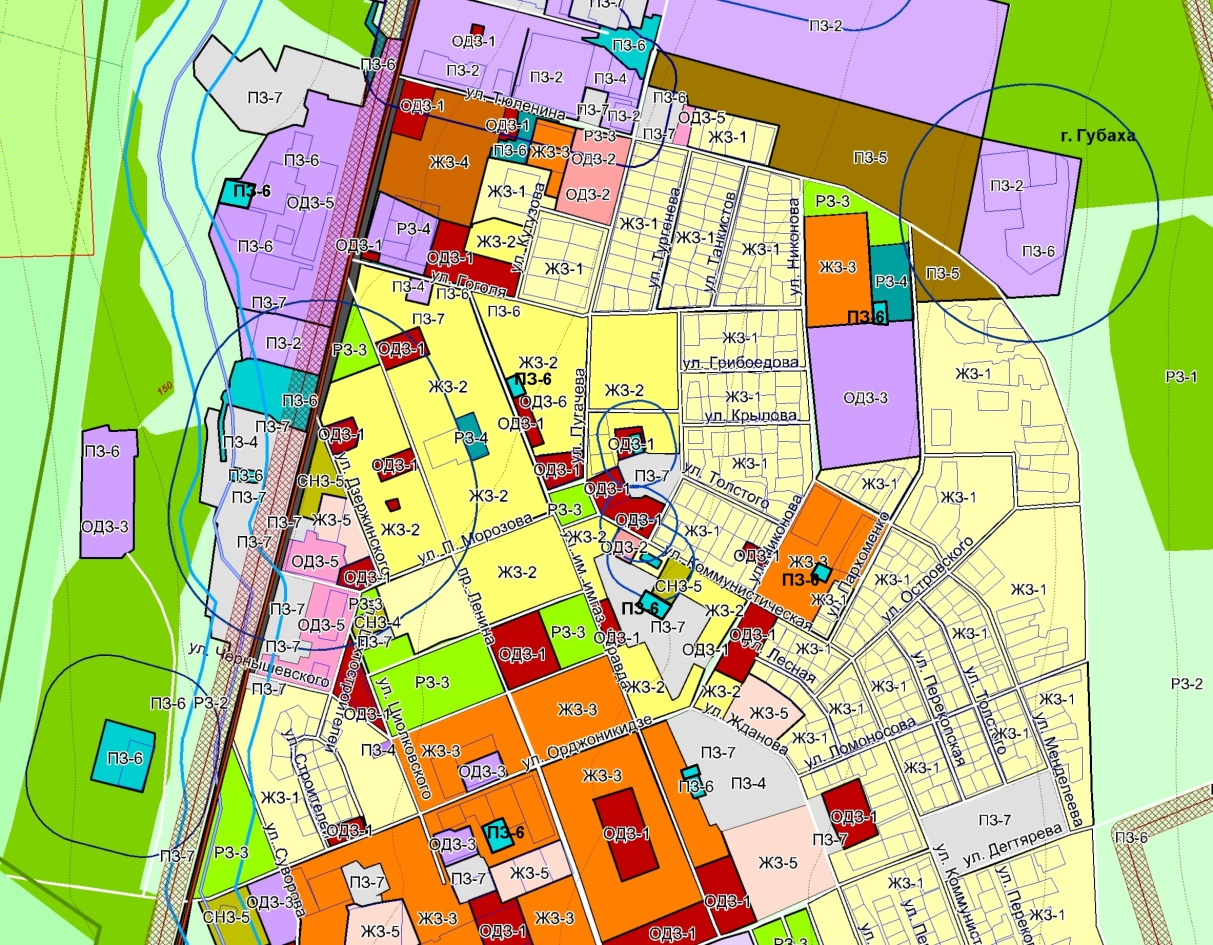 ПЗ-7
ПЗ-2
ОДЗ-1
ПЗ-6
ПЗ-6
ПЗ-2
ПЗ-2
ПЗ-4
ПЗ-7
ул. Тюленина
ОДЗ-1
ПЗ-7
ПЗ-2
ПЗ-6
ОДЗ-5
ОДЗ-1
РЗ-3
ПЗ-7
ЖЗ-1
г. Губаха
ПЗ-6
ЖЗ-4
ПЗ-6
ЖЗ-3
ОДЗ-2
ПЗ-5
ПЗ-6
ОДЗ-5
ЖЗ-1
ОДЗ-2
ПЗ-2
РЗ-3
ул. Кутузова
ул. Тургенева
ул. Танкистов
ул. Никонова
ПЗ-6
РЗ-4
ЖЗ-2
ЖЗ-1
ЖЗ-1
ЖЗ-1
ПЗ-6
ОДЗ-1
ОДЗ-1
ЖЗ-1
ЖЗ-3
РЗ-4
ПЗ-5
ул. Гоголя
ПЗ-7
ПЗ-4
ПЗ-6
ПЗ-6
ПЗ-7
ПЗ-6
ПЗ-2
РЗ-3
ОДЗ-1
ЖЗ-1
ул. Грибоедова
ЖЗ-2
ЖЗ-2
ЖЗ-2
ЖЗ-1
РЗ-1
150
ПЗ-6
ПЗ-6
ОДЗ-6
ЖЗ-1
ул. Крылова
ОДЗ-3
ПЗ-7
ПЗ-4
ОДЗ-1
РЗ-4
ОДЗ-1
ул. Пугачева
ОДЗ-1
ПЗ-6
ПЗ-6
ОДЗ-1
ОДЗ-1
ПЗ-7
ЖЗ-1
ул. Толстого
СНЗ-5
ПЗ-7
ЖЗ-2
ОДЗ-1
РЗ-3
ОДЗ-1
ЖЗ-1
ЖЗ-1
ОДЗ-3
ПЗ-7
ЖЗ-5
ЖЗ-2
ул. П. Морозова
ЖЗ-1
ул. Дзержинского
ПЗ-7
ЖЗ-2
ОДЗ-2
ОДЗ-1
ЖЗ-3
ул. Никонова
ул. Пархоменко
ул. Островского
ОДЗ-5
ОДЗ-1
ЖЗ-2
СНЗ-5
ПЗ-6
ЖЗ-1
ЖЗ-1
ул. Коммунистическая
ПЗ-7
РЗ-3
пр. Ленина
ПЗ-6
ЖЗ-2
ЖЗ-1
ОДЗ-5
СНЗ-4
ПЗ-7
ПЗ-7
РЗ-3
ОДЗ-1
ПЗ-7
ОДЗ-1
ЖЗ-1
ул. Чернышевского
ОДЗ-1
ОДЗ-1
ул. Лесная
ЖЗ-1
РЗ-3
ЖЗ-2
ЖЗ-2
ЖЗ-1
ЖЗ-1
РЗ-2
ПЗ-7
ПЗ-6
РЗ-2
ОДЗ-1
ЖЗ-3
ул. Жданова
ЖЗ-5
ЖЗ-1
ул. Перекопская
ул. Толстого
ул. Менделеева
ул. Орджоникидзе
ЖЗ-1
ул. Ломоносова
ПЗ-6
ПЗ-4
ЖЗ-3
ул. Циолковского
ПЗ-7
ЖЗ-1
ОДЗ-3
ЖЗ-3
ПЗ-6
ПЗ-4
ЖЗ-1
ОДЗ-1
ПЗ-6
ОДЗ-1
ОДЗ-1
ПЗ-7
ПЗ-7
ул. Дегтярева
ПЗ-6
ПЗ-7
РЗ-3
ул. Суворова
ОДЗ-3
ЖЗ-5
ЖЗ-5
ПЗ-7
ПЗ-7
ЖЗ-1
СНЗ-5
ОДЗ-3
ЖЗ-3
ЖЗ-3
ОДЗ-1
ЖЗ-5
ОДЗ-1
ОДЗ-1
РЗ-3
ЖЗ-1